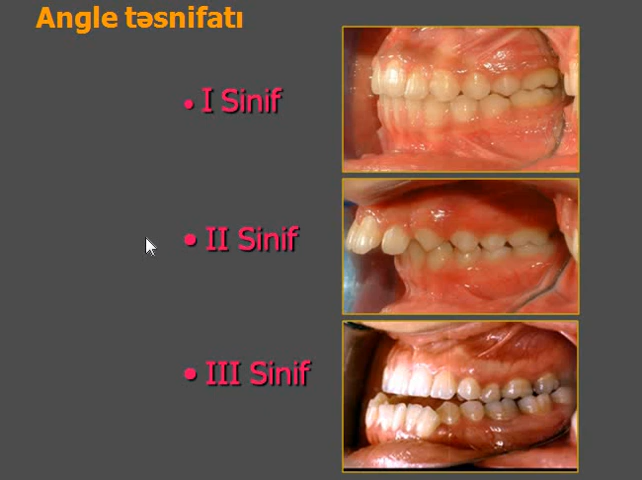 Angle təsnifatı
• I Sinif
• II Sinif
• III Sinif